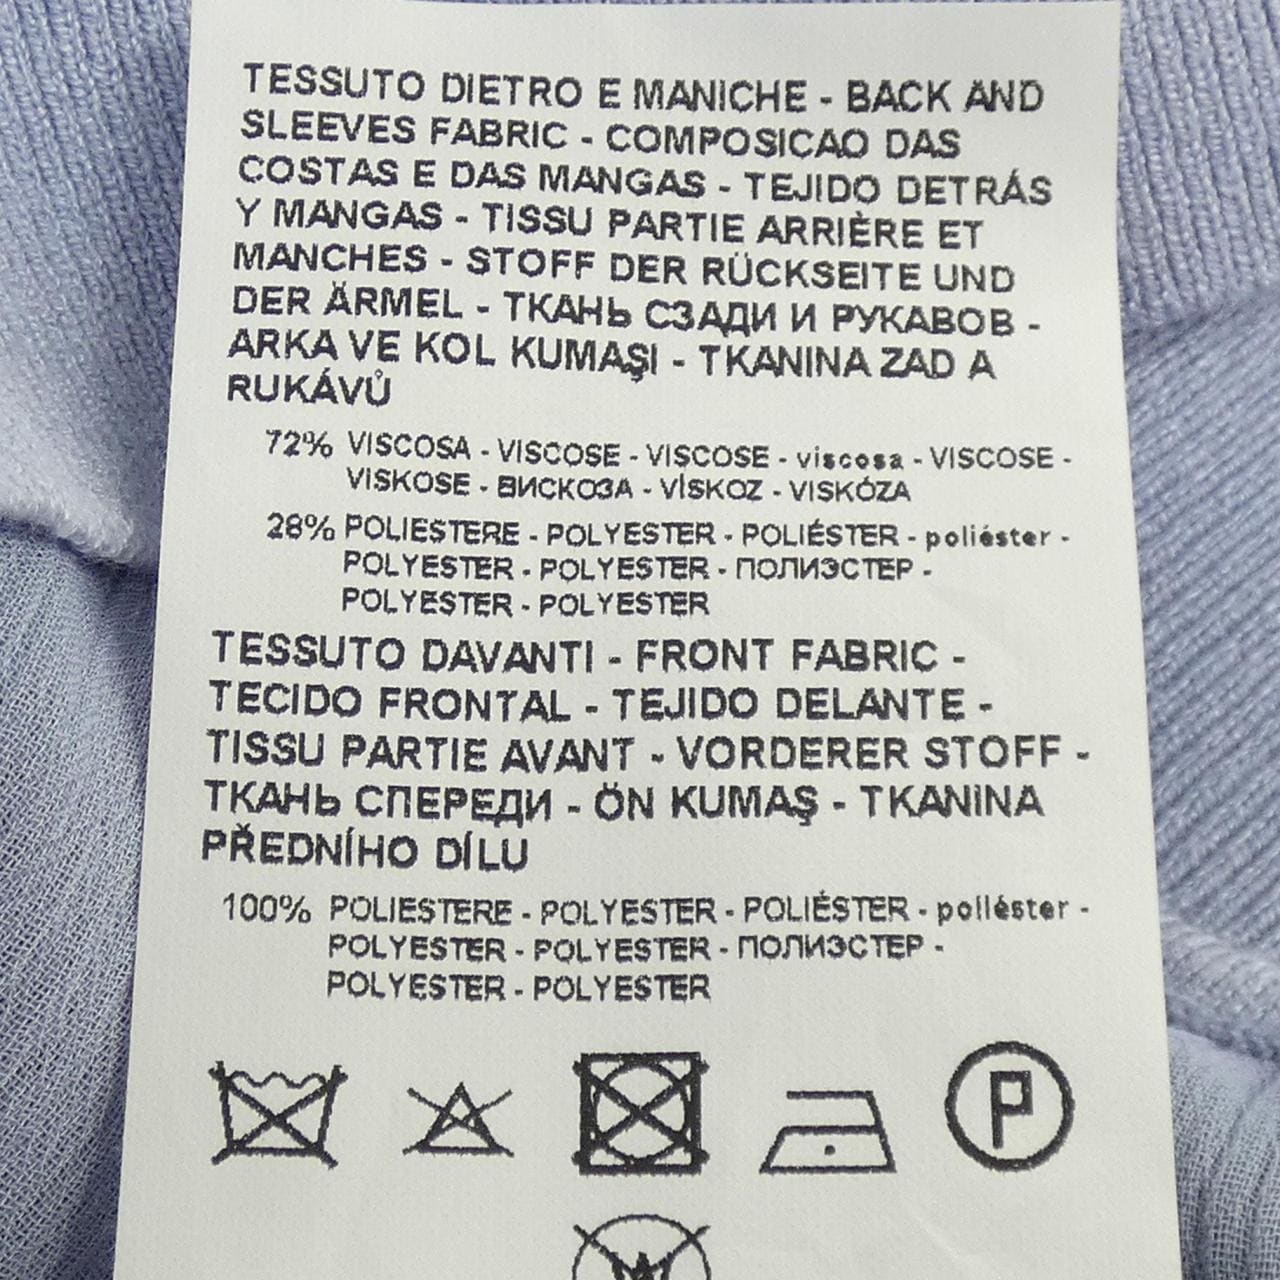 TESSUTO DIETRO E MANICHE - BACK AND
SLEEVES FABRIC - COMPOSICAO DAS
COSTAS E DAS MANGAS - TEJIDO DETRÁS
Y MANGAS - TISSU PARTIE ARRIÈRE ET
MANCHES - STOFF DER RÜCKSEITE UND
DER ÄRMEL - ТКАНЬ СЗАДИ И РУКАВОВ -
ARKA VE KOL KUMAŞI - TKANINA ZAD A
RUKÁVŮ
72% VISCOSA - VISCOSE - VISCOSE - viscosa - VISCOSE -
VISKOSE - ВИСКОЗА - VİSKOZ - VISKÓZA
28% POLIESTERE - POLYESTER - POLIÉSTER - poliéster -
POLYESTER - POLYESTER - ПОЛИЭСТЕР -
POLYESTER - POLYESTER
TESSUTO DAVANTI - FRONT FABRIC -
TECIDO FRONTAL - TEJIDO DELANTE -
TISSU PARTIE AVANT - VORDERER STOFF -
ТКАНЬ СПЕРЕДИ - ÖN KUMAŞ - TKANINA
PŘEDNÍHO DÍLU
100% POLIESTERE - POLYESTER - POLIÉSTER - poliéster -
POLYESTER - POLYESTER - ПОЛИЭСТЕР -
POLYESTER - POLYESTER
P